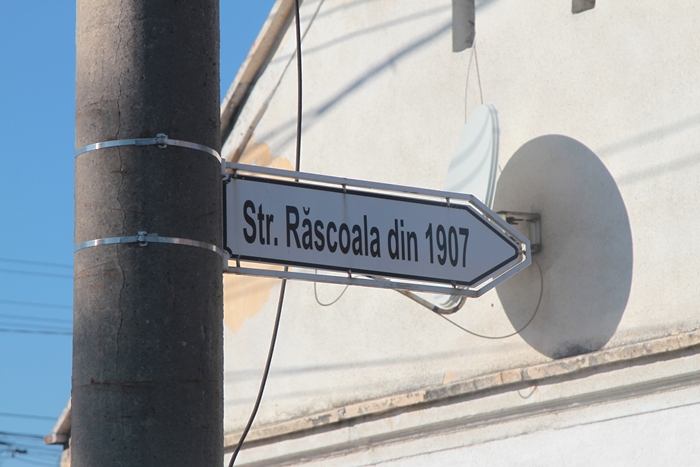 Str. Răscoala din 1907